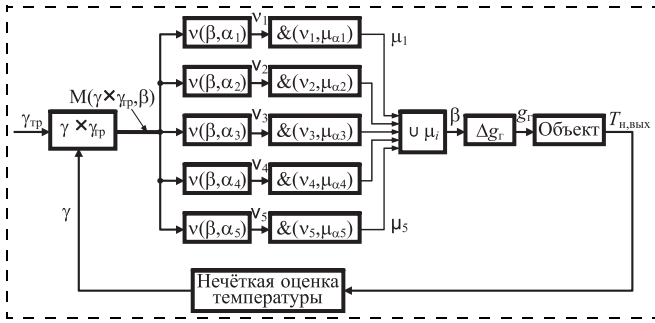 ν₁
ν(β,α₁) &(ν₁,μα₁) μ₁
ν₂
M(γ×γтр,β) ν(β,α₂) &(ν₂,μα₂)
γтр γ×γтр ν₃ ν(β,α₃) &(ν₃,μα₃) ∪ μᵢ β Δgг gг Объект Tн,вых
ν₄
ν(β,α₄) &(ν₄,μα₄)
γ ν₅
ν(β,α₅) &(ν₅,μα₅) μ₅
Нечёткая оценка
температуры